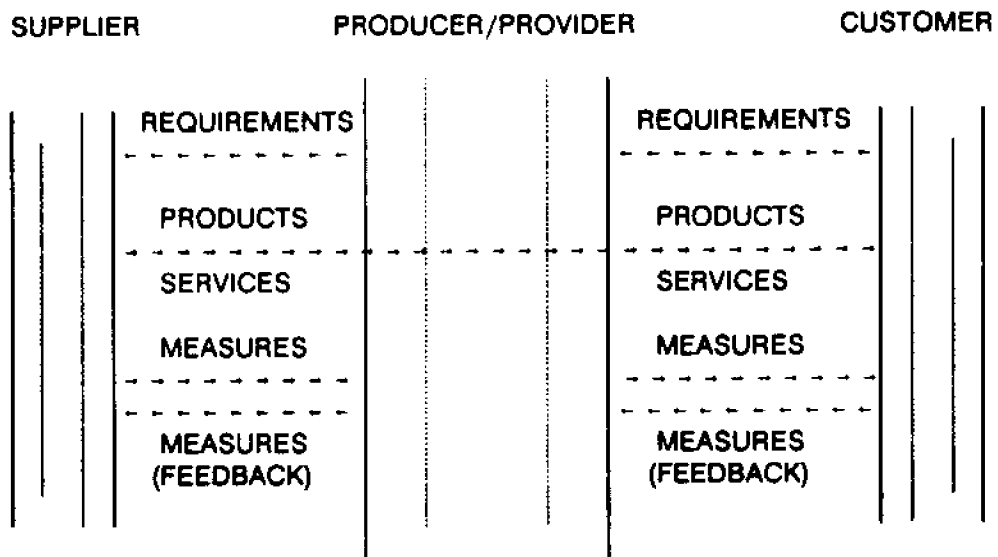 SUPPLIER PRODUCER/PROVIDER CUSTOMER
REQUIREMENTS REQUIREMENTS
PRODUCTS PRODUCTS
SERVICES SERVICES
MEASURES MEASURES
MEASURES MEASURES
(FEEDBACK) (FEEDBACK)